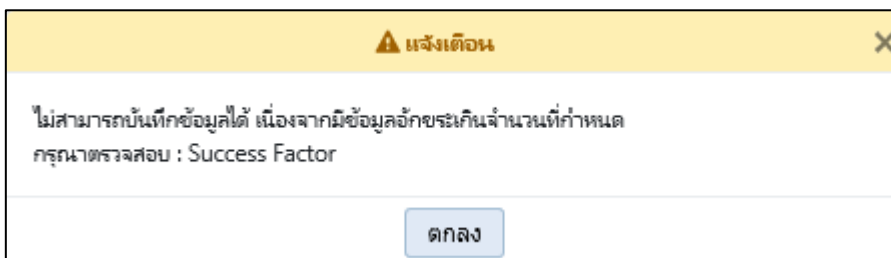 แจ้งเตือน
ไม่สามารถบันทึกข้อมูลได้ เนื่องจากมีข้อมูลอักขระเกินจำนวนที่กำหนด
กรุณาตรวจสอบ : Success Factor
ตกลง